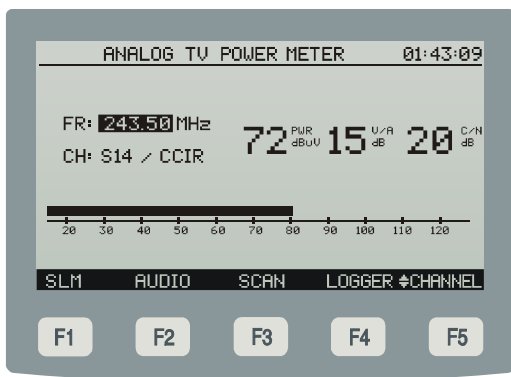 ANALOG TV POWER METER 01:43:09
FR: 243.50 MHz
CH: S14 / CCIR
72 PWR dBuV 15 V/A dB 20 C/N dB
20 30 40 50 60 70 80 90 100 110 120
SLM AUDIO SCAN LOGGER CHANNEL
F1 F2 F3 F4 F5